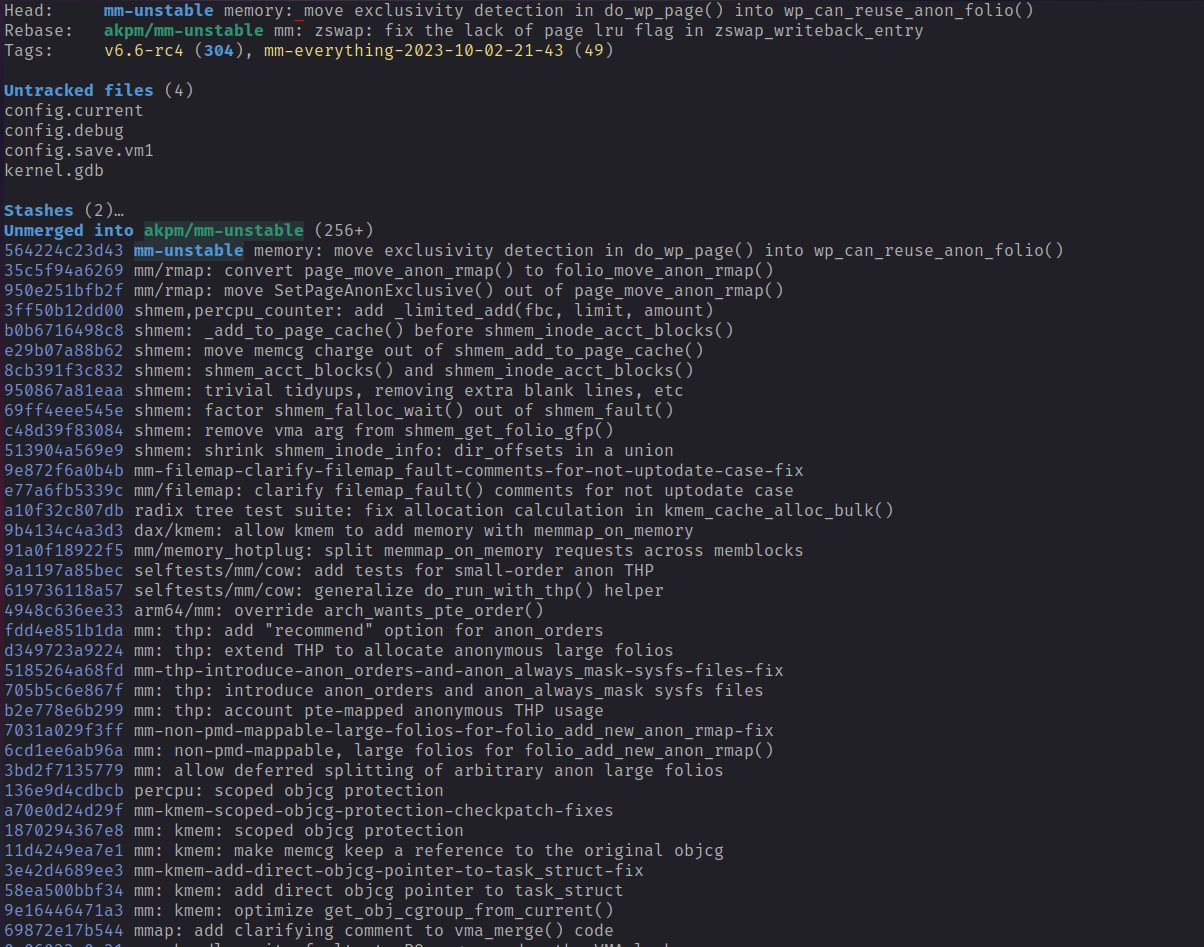 Head:     mm-unstable memory: move exclusivity detection in do_wp_page() into wp_can_reuse_anon_folio()
Rebase:   akpm/mm-unstable mm: zswap: fix the lack of page lru flag in zswap_writeback_entry
Tags:     v6.6-rc4 (304), mm-everything-2023-10-02-21-43 (49)
Untracked files (4)
config.current
config.debug
config.save.vm1
kernel.gdb
Stashes (2)…
Unmerged into akpm/mm-unstable (256+)
564224c23d43 mm-unstable memory: move exclusivity detection in do_wp_page() into wp_can_reuse_anon_folio()
35c5f94a6269 mm/rmap: convert page_move_anon_rmap() to folio_move_anon_rmap()
950e251bfb2f mm/rmap: move SetPageAnonExclusive() out of page_move_anon_rmap()
3ff50b12dd00 shmem,percpu_counter: add _limited_add(fbc, limit, amount)
b0b6716498c8 shmem: _add_to_page_cache() before shmem_inode_acct_blocks()
e29b07a88b62 shmem: move memcg charge out of shmem_add_to_page_cache()
8cb391f3c832 shmem: shmem_acct_blocks() and shmem_inode_acct_blocks()
950867a81eaa shmem: trivial tidyups, removing extra blank lines, etc
69ff4eee545e shmem: factor shmem_falloc_wait() out of shmem_fault()
c48d39f83084 shmem: remove vma arg from shmem_get_folio_gfp()
513904a569e9 shmem: shrink shmem_inode_info: dir_offsets in a union
9e872f6a0b4b mm-filemap-clarify-filemap_fault-comments-for-not-uptodate-case-fix
e77a6fb5339c mm/filemap: clarify filemap_fault() comments for not uptodate case
a10f32c807db radix tree test suite: fix allocation calculation in kmem_cache_alloc_bulk()
9b4134c4a3d3 dax/kmem: allow kmem to add memory with memmap_on_memory
91a0f18922f5 mm/memory_hotplug: split memmap_on_memory requests across memblocks
9a1197a85bec selftests/mm/cow: add tests for small-order anon THP
619736118a57 selftests/mm/cow: generalize do_run_with_thp() helper
4948c636ee33 arm64/mm: override arch_wants_pte_order()
fdd4e851b1da mm: thp: add "recommend" option for anon_orders
d349723a9224 mm: thp: extend THP to allocate anonymous large folios
5185264a68fd mm-thp-introduce-anon_orders-and-anon_always_mask-sysfs-files-fix
705b5c6e867f mm: thp: introduce anon_orders and anon_always_mask sysfs files
b2e778e6b299 mm: thp: account pte-mapped anonymous THP usage
7031a029f3ff mm-non-pmd-mappable-large-folios-for-folio_add_new_anon_rmap-fix
6cd1ee6ab96a mm: non-pmd-mappable, large folios for folio_add_new_anon_rmap()
3bd2f7135779 mm: allow deferred splitting of arbitrary anon large folios
136e9d4cdbcb percpu: scoped objcg protection
a70e0d24d29f mm-kmem-scoped-objcg-protection-checkpatch-fixes
1870294367e8 mm: kmem: scoped objcg protection
11d4249ea7e1 mm: kmem: make memcg keep a reference to the original objcg
3e42d4689ee3 mm-kmem-add-direct-objcg-pointer-to-task_struct-fix
58ea500bbf34 mm: kmem: add direct objcg pointer to task_struct
9e16446471a3 mm: kmem: optimize get_obj_cgroup_from_current()
69872e17b544 mmap: add clarifying comment to vma_merge() code